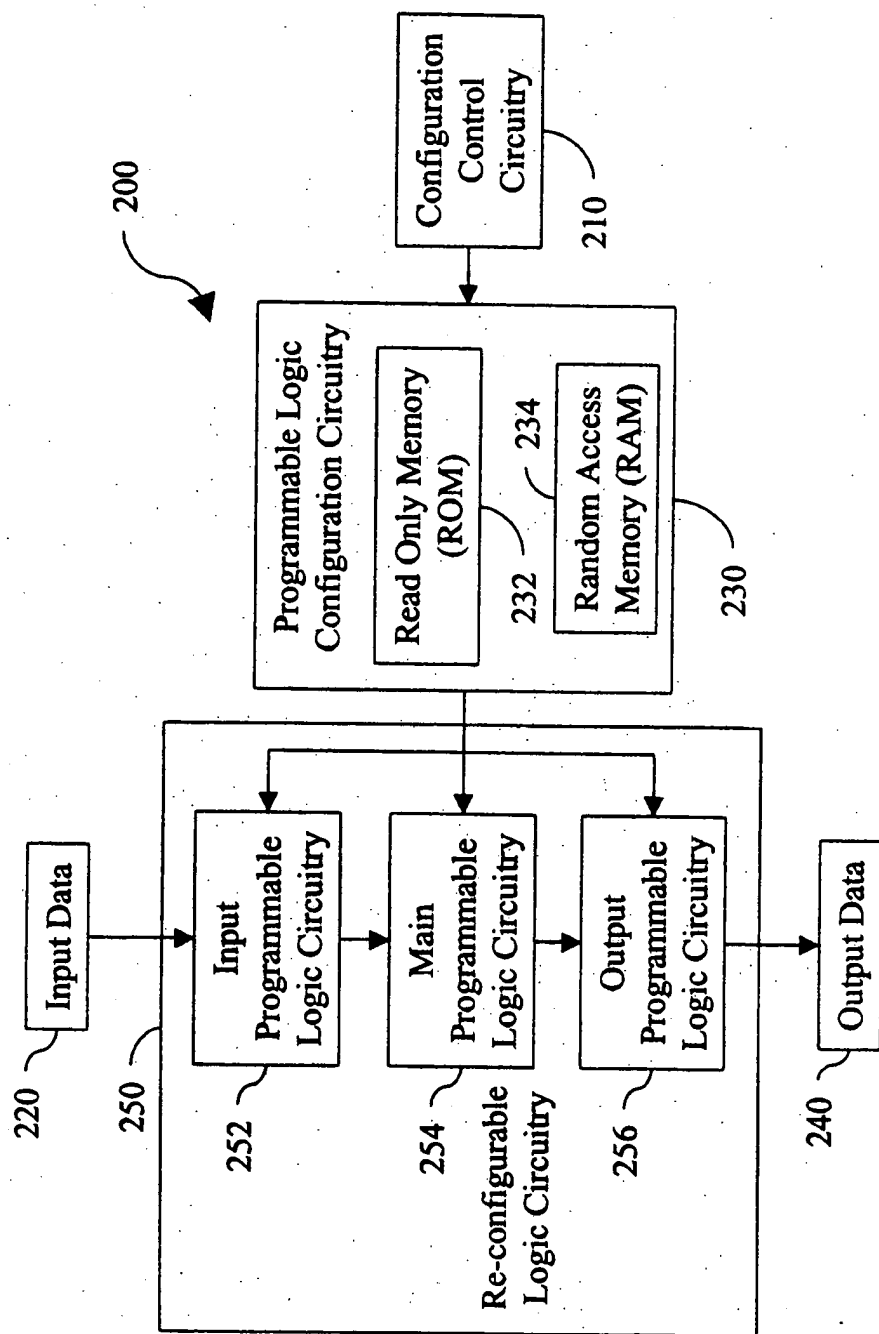 200
Input Data
220
250
Input
Programmable
Logic Circuitry
252
Main
Programmable
Logic Circuitry
254
Re-configurable
Logic Circuitry
Output
Programmable
Logic Circuitry
256
Output Data
240
Programmable Logic
Configuration Circuitry
Read Only Memory
(ROM)
232
234
Random Access
Memory (RAM)
230
Configuration
Control
Circuitry
210